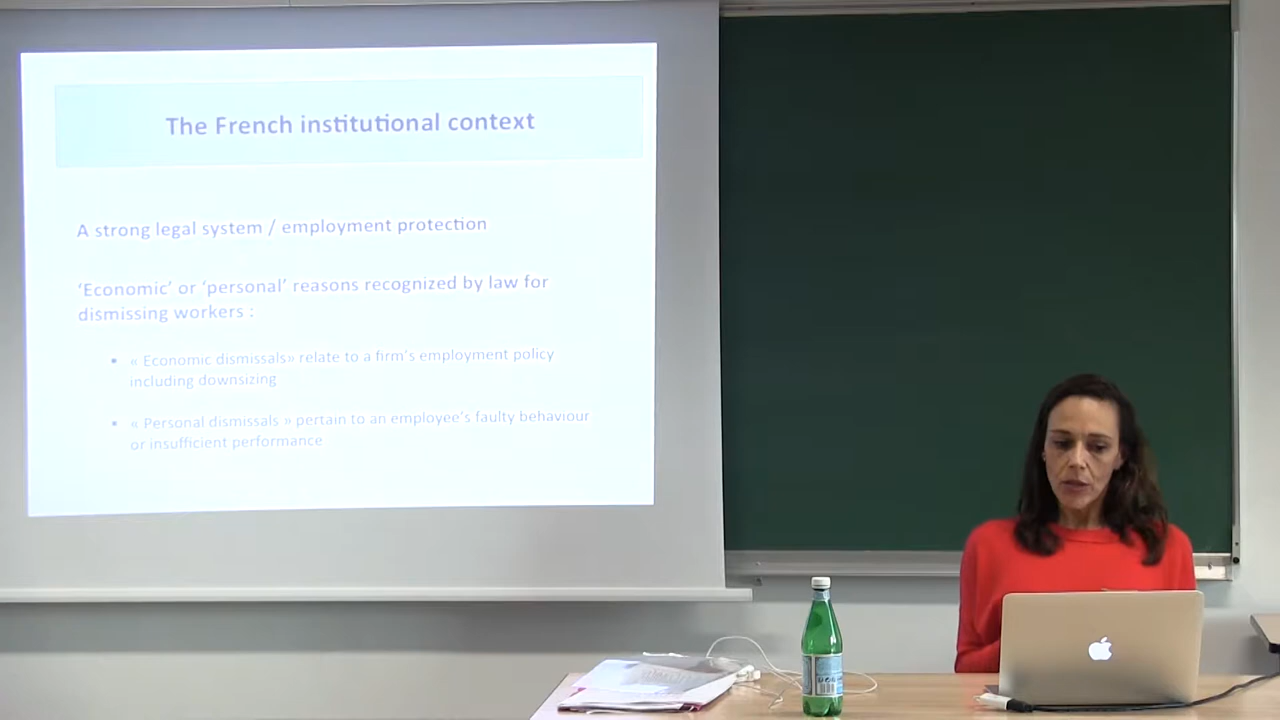 The French institutional context
A strong legal system / employment protection
‘Economic’ or ‘personal’ reasons recognized by law for
dismissing workers :
▪ « Economic dismissals» relate to a firm’s employment policy
including downsizing
▪ « Personal dismissals » pertain to an employee’s faulty behaviour
or insufficient performance